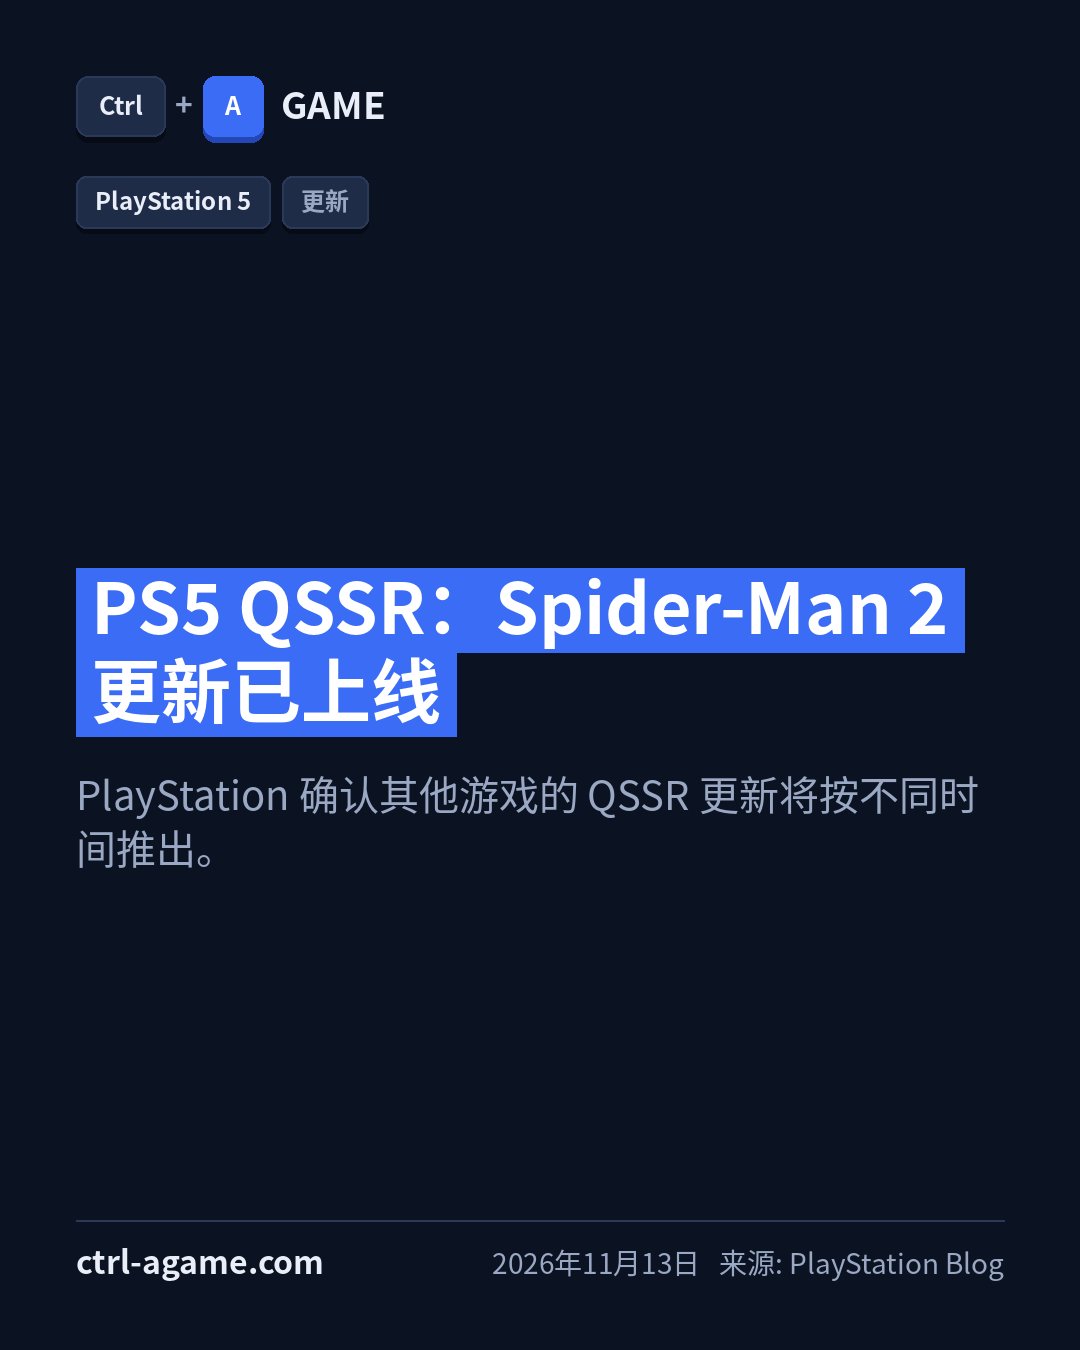 Ctrl + A GAME
PlayStation 5 更新
PS5 QSSR：Spider-Man 2
更新已上线
PlayStation 确认其他游戏的 QSSR 更新将按不同时
间推出。
ctrl-agame.com 2026年11月13日 来源: PlayStation Blog